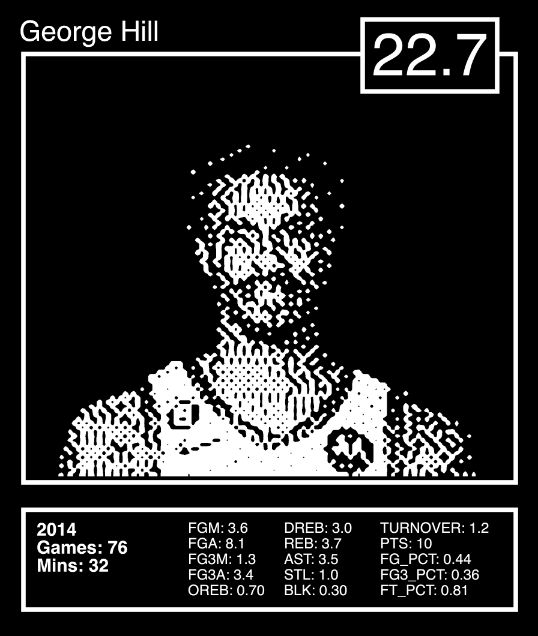 George Hill
22.7
2014
Games: 76
Mins: 32
FGM: 3.6
FGA: 8.1
FG3M: 1.3
FG3A: 3.4
OREB: 0.70
DREB: 3.0
REB: 3.7
AST: 3.5
STL: 1.0
BLK: 0.30
TURNOVER: 1.2
PTS: 10
FG_PCT: 0.44
FG3_PCT: 0.36
FT_PCT: 0.81